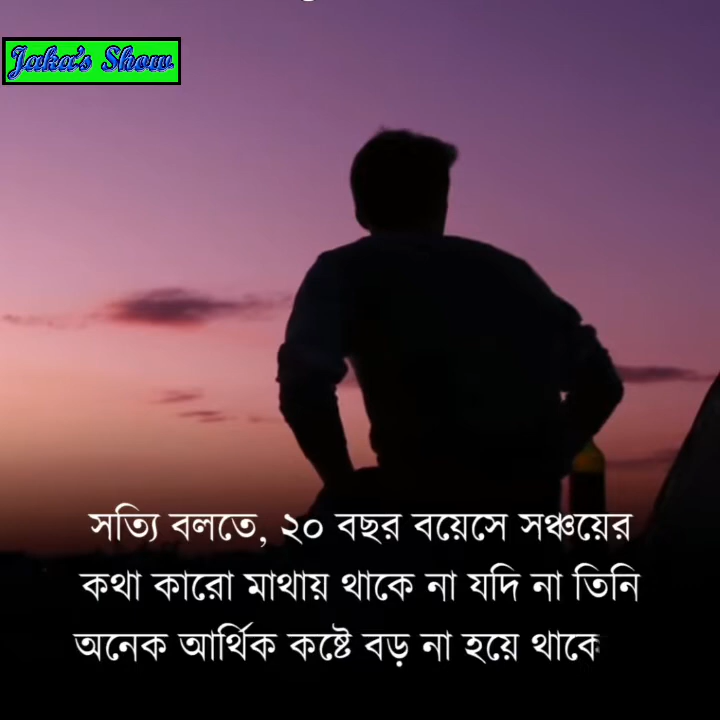 Jaka's Show
সত্যি বলতে, ২০ বছর বয়েসে সঞ্চয়ের
কথা কারো মাথায় থাকে না যদি না তিনি
অনেক আর্থিক কষ্টে বড় না হয়ে থাকে